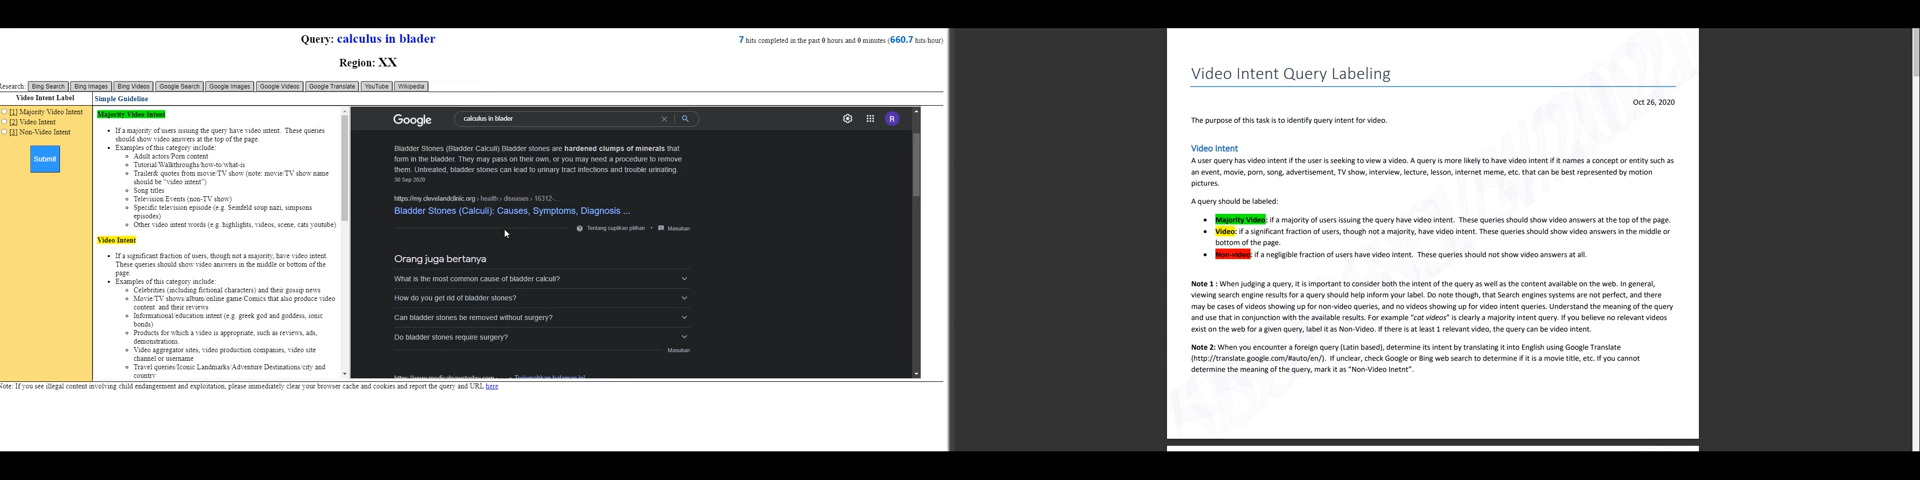 Query: calculus in blader
7 hits completed in the past 0 hours and 0 minutes (660.7 hits/hour)
Region: XX
Research: Bing Search Bing Images Bing Videos Google Search Google Images Google Videos Google Translate YouTube Wikipedia
Video Intent Label
[1] Majority Video Intent
[2] Video Intent
[3] Non-Video Intent
Submit
Simple Guideline
Majority Video Intent
• If a majority of users issuing the query have video intent. These queries
should show video answers at the top of the page.
• Examples of this category include:
Adult actors/Porn content
Tutorial/Walkthroughs/how-to/what-is
Trailer& quotes from movie/TV show (note: movie/TV show name
should be "video intent")
Song titles
Television Events (non-TV show)
Specific television episode (e.g. Seinfeld soup nazi, simpsons
episodes)
Other video intent words (e.g. highlights, videos, scene, cats youtube)
Video Intent
• If a significant fraction of users, though not a majority, have video intent.
These queries should show video answers in the middle or bottom of the
page.
• Examples of this category include:
Celebrities (including fictional characters) and their gossip news
Movie/TV shows/album/online game/Comics that also produce video
content and their reviews
Informational/education intent (e.g. greek god and goddess, ionic
bonds)
Products for which a video is appropriate, such as reviews, ads,
demonstrations.
Video aggregator sites, video production companies, video site
channel or username
Travel queries/Iconic Landmarks/Adventure Destinations/city and
country
Google
calculus in blader
R
Bladder Stones (Bladder Calculi) Bladder stones are hardened clumps of minerals that
form in the bladder. They may pass on their own, or you may need a procedure to remove
them. Untreated, bladder stones can lead to urinary tract infections and trouble urinating.
30 Sep 2020
https://my.clevelandclinic.org › health › diseases › 16312-...
Bladder Stones (Calculi): Causes, Symptoms, Diagnosis ...
Tentang cuplikan pilihan • Masukan
Orang juga bertanya
What is the most common cause of bladder calculi?
How do you get rid of bladder stones?
Can bladder stones be removed without surgery?
Do bladder stones require surgery?
Masukan
Note: If you see illegal content involving child endangement and exploitation, please immediately clear your browser cache and cookies and report the query and URL here
Video Intent Query Labeling
Oct 26, 2020
The purpose of this task is to identify query intent for video.
Video Intent
A user query has video intent if the user is seeking to view a video. A query is more likely to have video intent if it names a concept or entity such as
an event, movie, porn, song, advertisement, TV show, interview, lecture, lesson, internet meme, etc. that can be best represented by motion
pictures.
A query should be labeled:
• Majority Video: if a majority of users issuing the query have video intent. These queries should show video answers at the top of the page.
• Video: if a significant fraction of users, though not a majority, have video intent. These queries should show video answers in the middle or
bottom of the page.
• Non-video: if a negligible fraction of users have video intent. These queries should not show video answers at all.
Note 1 : When judging a query, it is important to consider both the intent of the query as well as the content available on the web. In general,
viewing search engine results for a query should help inform your label. Do note though, that Search engines systems are not perfect, and there
may be cases of videos showing up for non-video queries, and no videos showing up for video intent queries. Understand the meaning of the query
and use that in conjunction with the available results. For example "cat videos" is clearly a majority intent query. If you believe no relevant videos
exist on the web for a given query, label it as Non-Video. If there is at least 1 relevant video, the query can be video intent.
Note 2: When you encounter a foreign query (Latin based), determine its intent by translating it into English using Google Translate
(http://translate.google.com/#auto/en/). If unclear, check Google or Bing web search to determine if it is a movie title, etc. If you cannot
determine the meaning of the query, mark it as "Non-Video Inetnt".